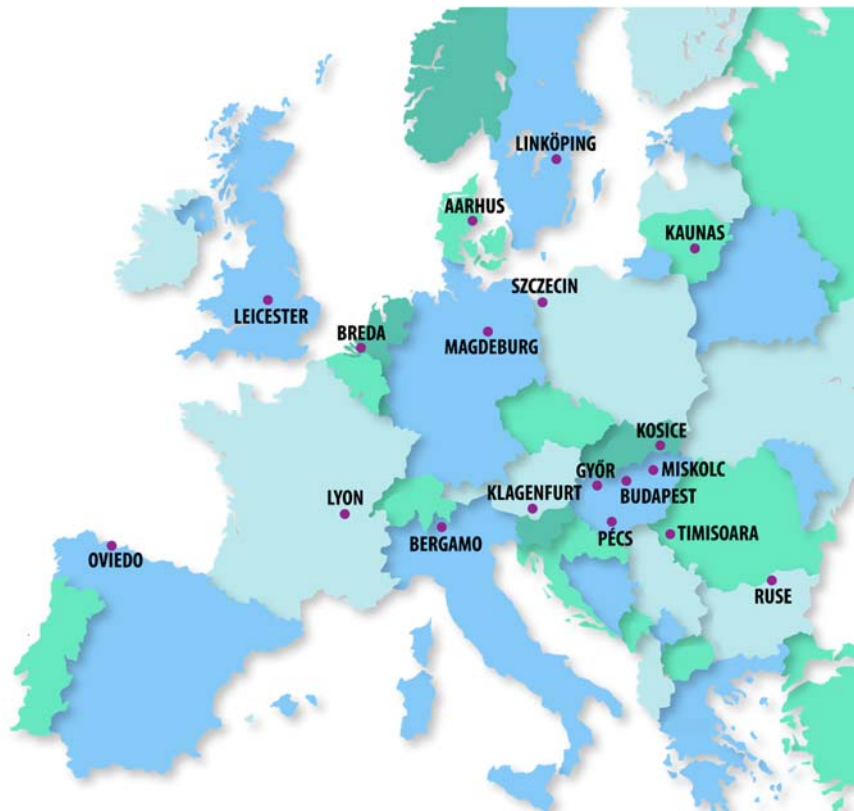 LINKÖPING
AARHUS
KAUNAS
SZCZECIN
LEICESTER
BREDA
MAGDEBURG
KOSICE
GYŐR
MISKOLC
KLAGENFURT
BUDAPEST
LYON
BERGAMO
PÉCS
TIMISOARA
OVIEDO
RUSE